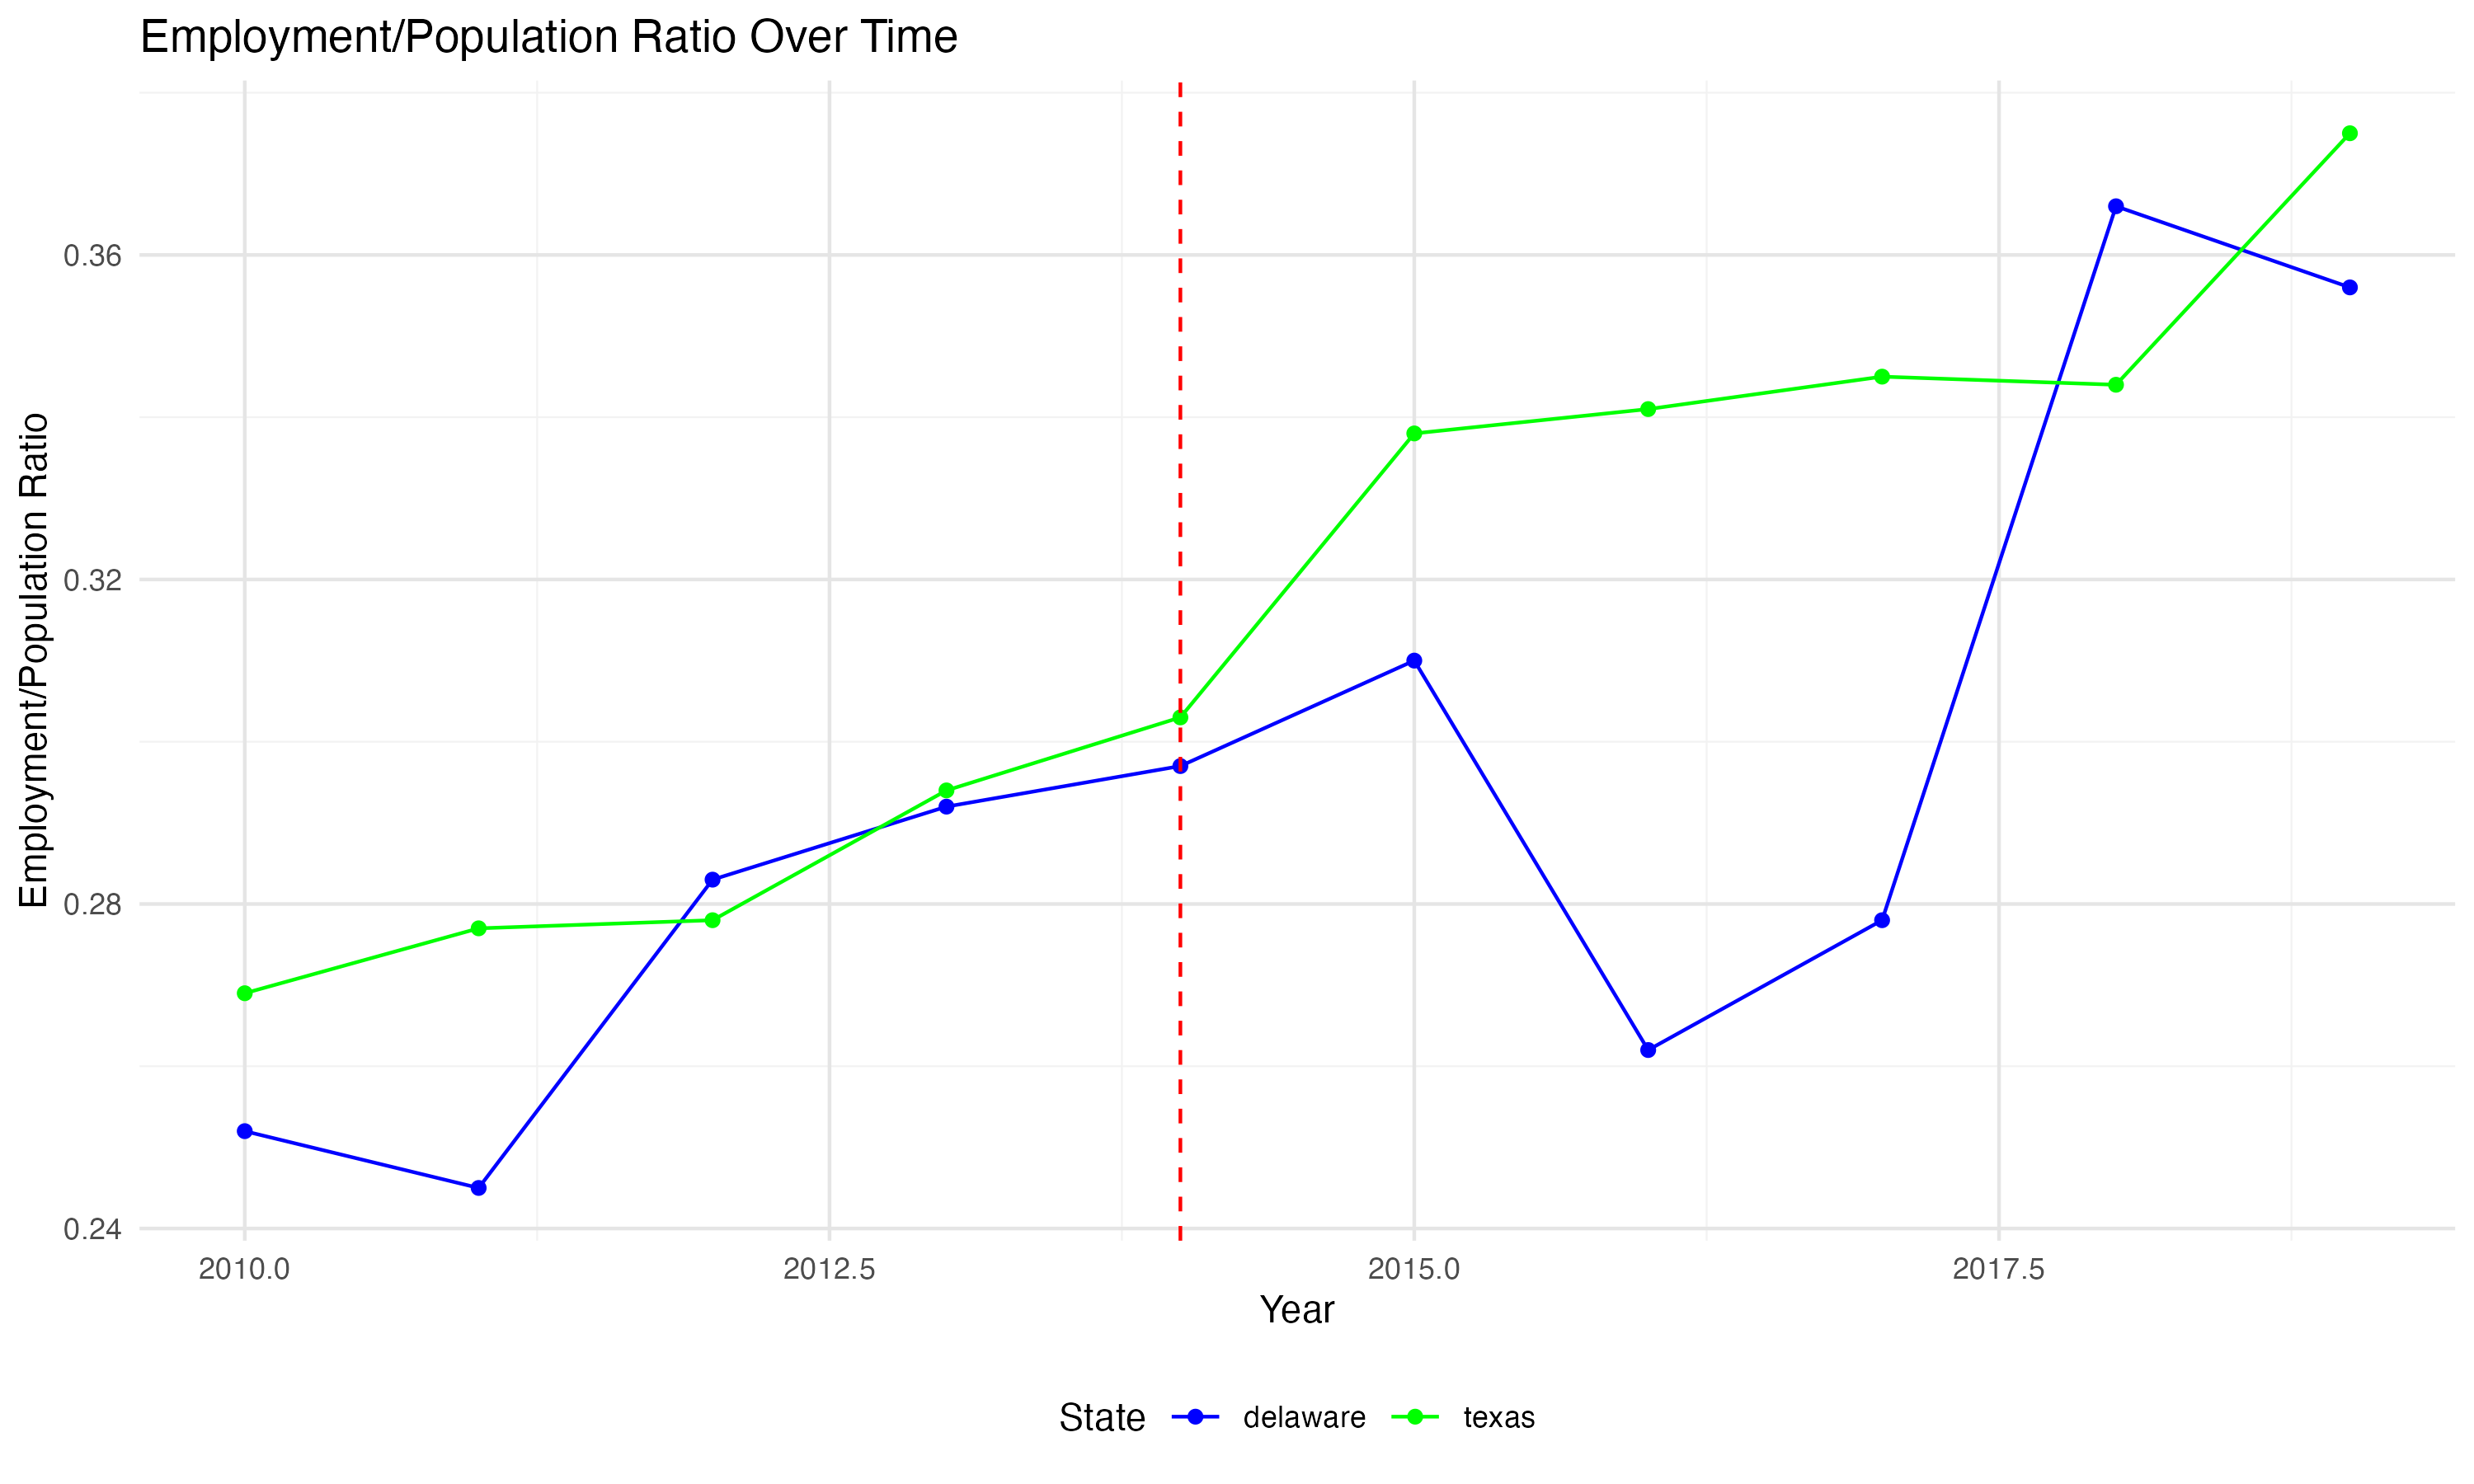 Employment/Population Ratio Over Time
Employment/Population Ratio
0.36
0.32
0.28
0.24
2010.0 2012.5 2015.0 2017.5
Year
State delaware texas